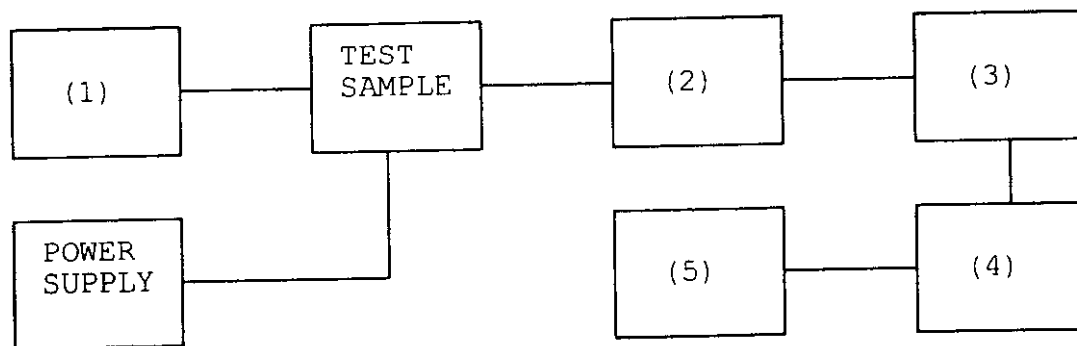 (1)
TEST
SAMPLE
(2)
(3)
POWER
SUPPLY
(5)
(4)